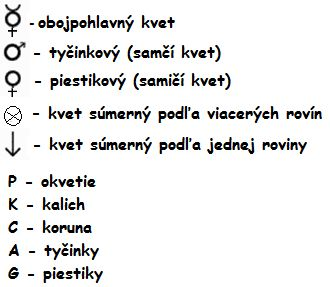 ☿ - obojpohlavný kvet
♂ - tyčinkový (samčí kvet)
♀ - piestikový (samičí kvet)
⊗ - kvet súmerný podľa viacerých rovín
↓ - kvet súmerný podľa jednej roviny
P - okvetie
K - kalich
C - koruna
A - tyčinky
G - piestiky